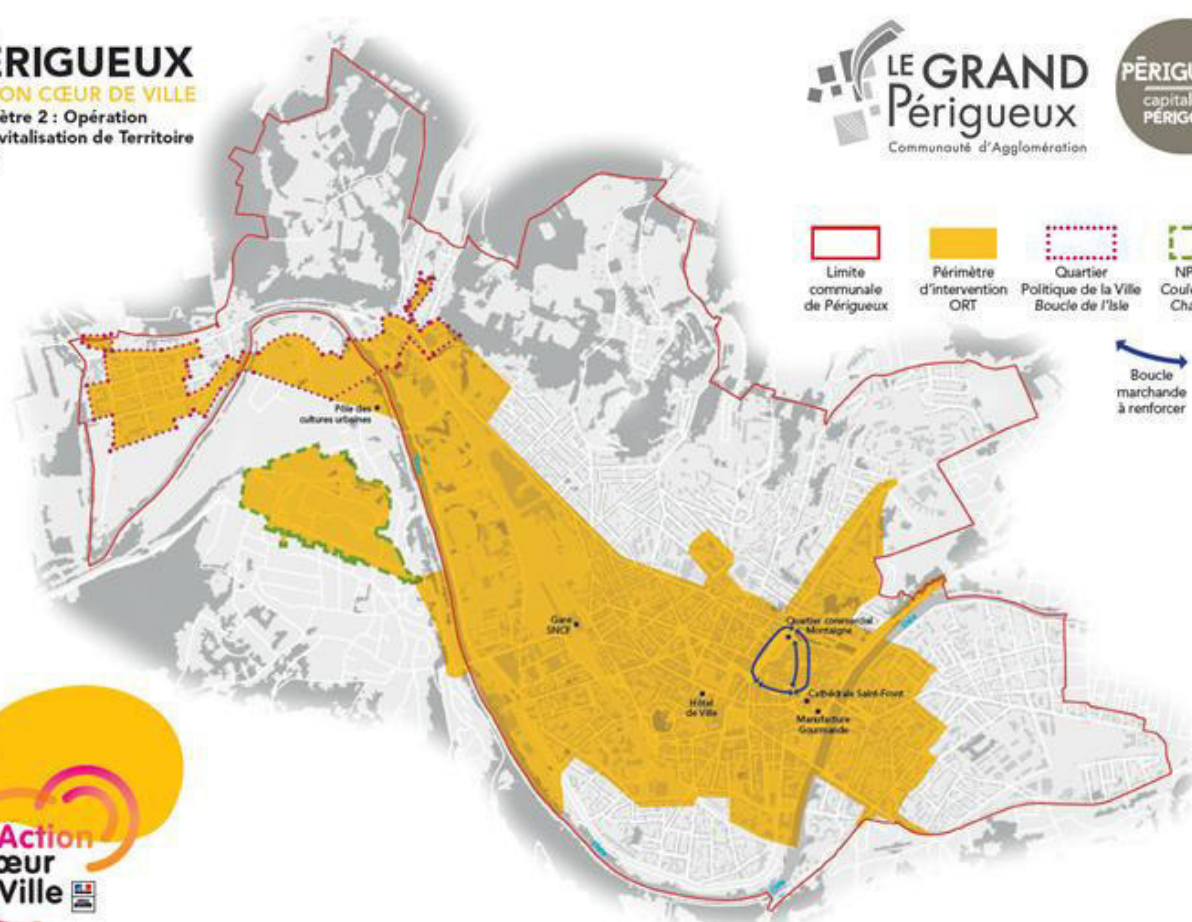 ÉRIGUEUX
ON CŒUR DE VILLE
ètre 2 : Opération
vitalisation de Territoire
LE GRAND
Périgueux
Communauté d'Agglomération
PÉRIGU
capital
PÉRIGO
Limite
communale
de Périgueux
Périmètre
d'intervention
ORT
Quartier
Politique de la Ville
Boucle de l'Isle
NP
Coule
Cha
Boucle
marchande
à renforcer
Pôle des
cultures urbaines
Gare
SNCF
Quartier commercial
Montaigne
Cathédrale Saint-Front
Hôtel
de Ville
Manufacture
Gourmande
Action
œur
Ville